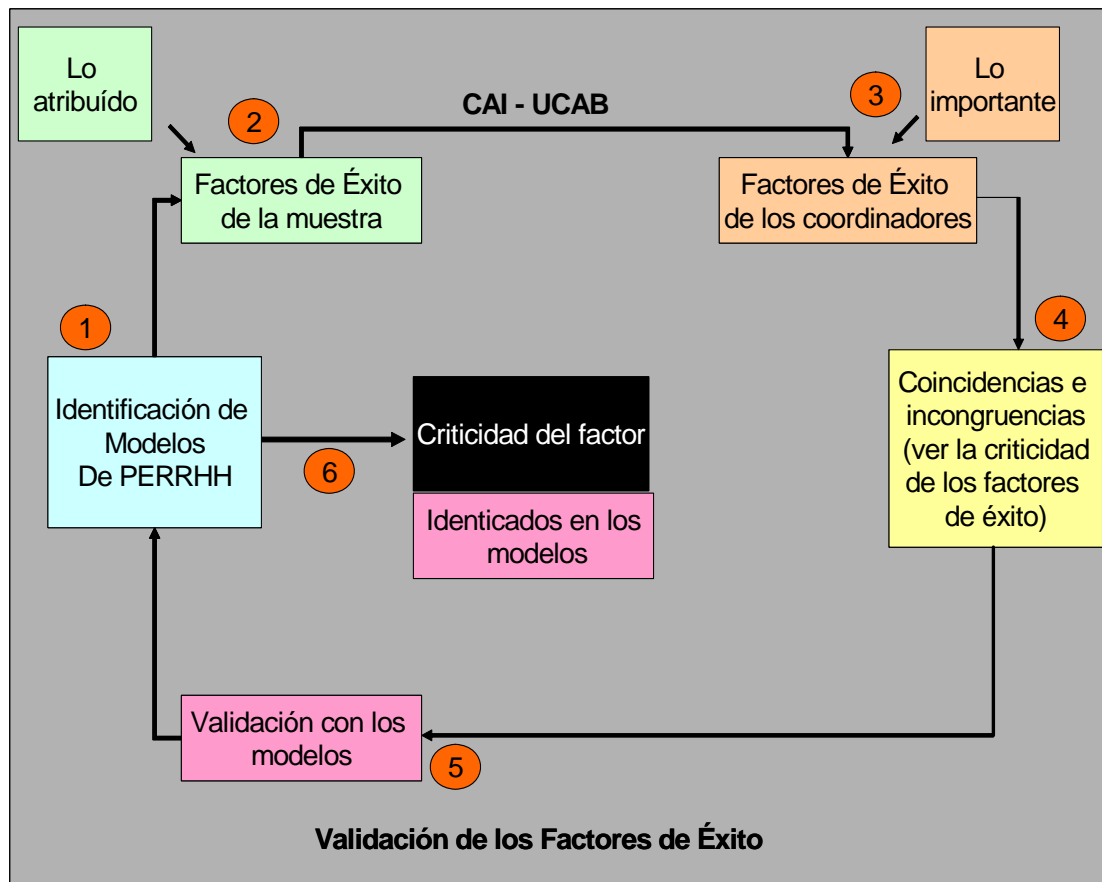 Lo
atribuído
2
CAI - UCAB
3
Lo
importante
Factores de Éxito
de la muestra
Factores de Éxito
de los coordinadores
1
4
Identificación de
Modelos
De PERRHH
6
Criticidad del factor
Identicados en los
modelos
Coincidencias e
incongruencias
(ver la criticidad
de los factores
de éxito)
Validación con los
modelos
5
Validación de los Factores de Éxito